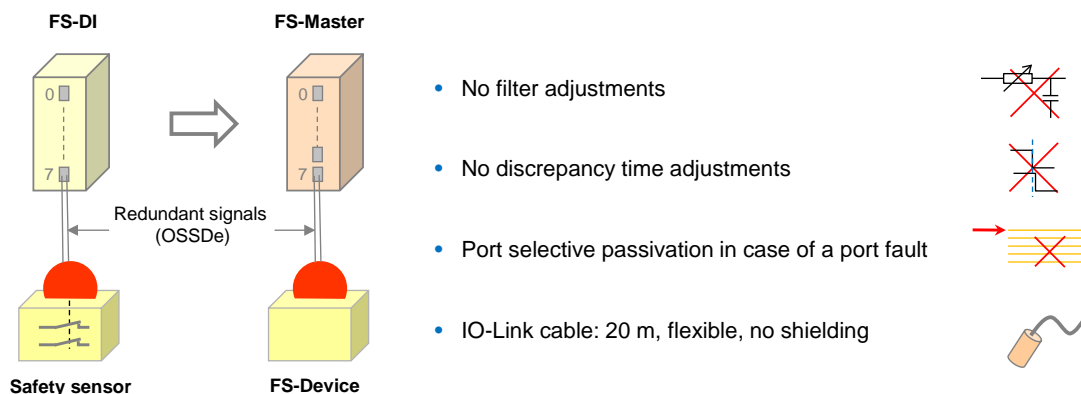 FS-DI
FS-Master
0
0
7
7
Redundant signals
(OSSDe)
Safety sensor
FS-Device
• No filter adjustments
• No discrepancy time adjustments
• Port selective passivation in case of a port fault
• IO-Link cable: 20 m, flexible, no shielding